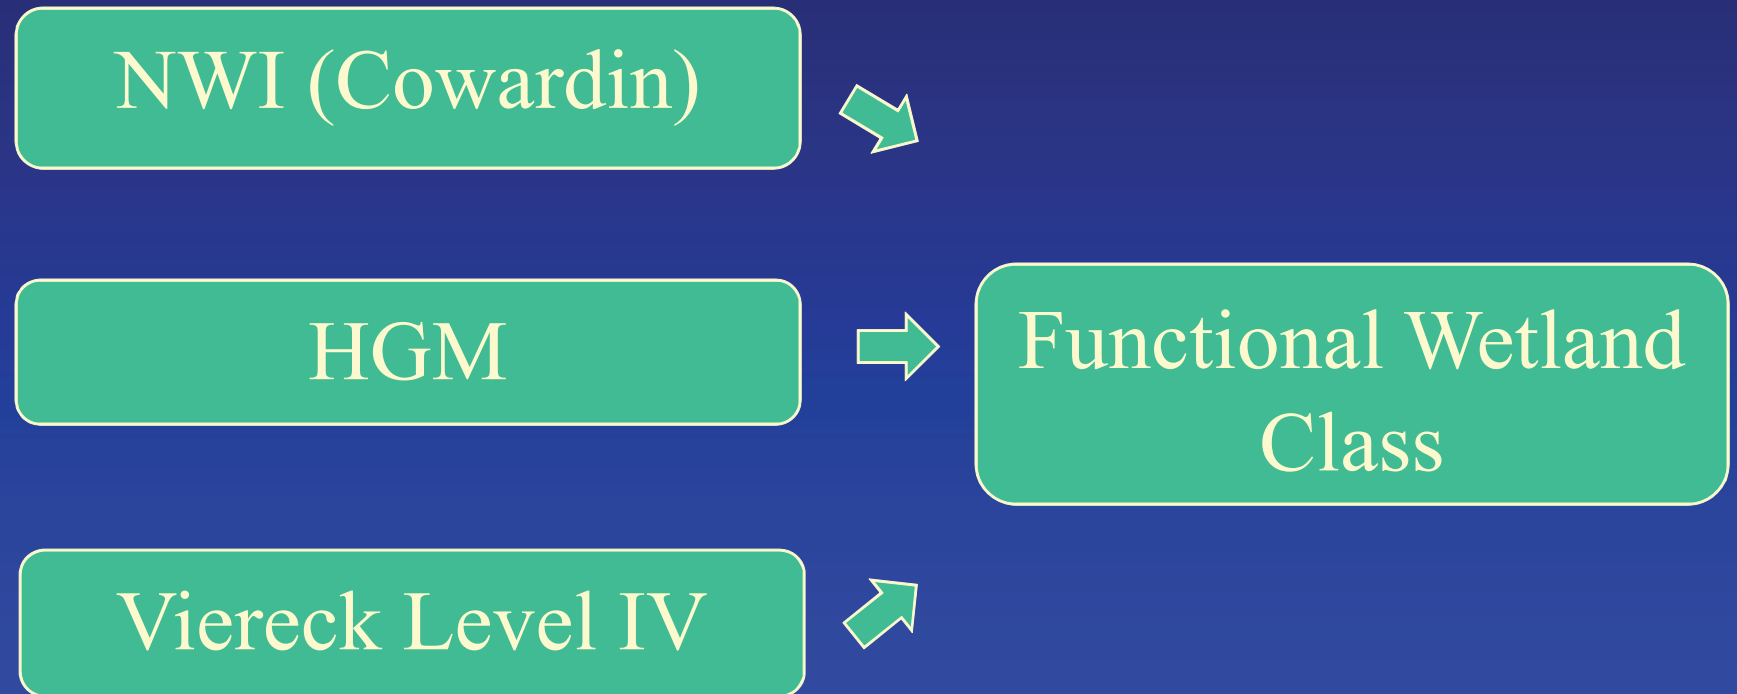 NWI (Cowardin)
HGM
Functional Wetland
Class
Viereck Level IV